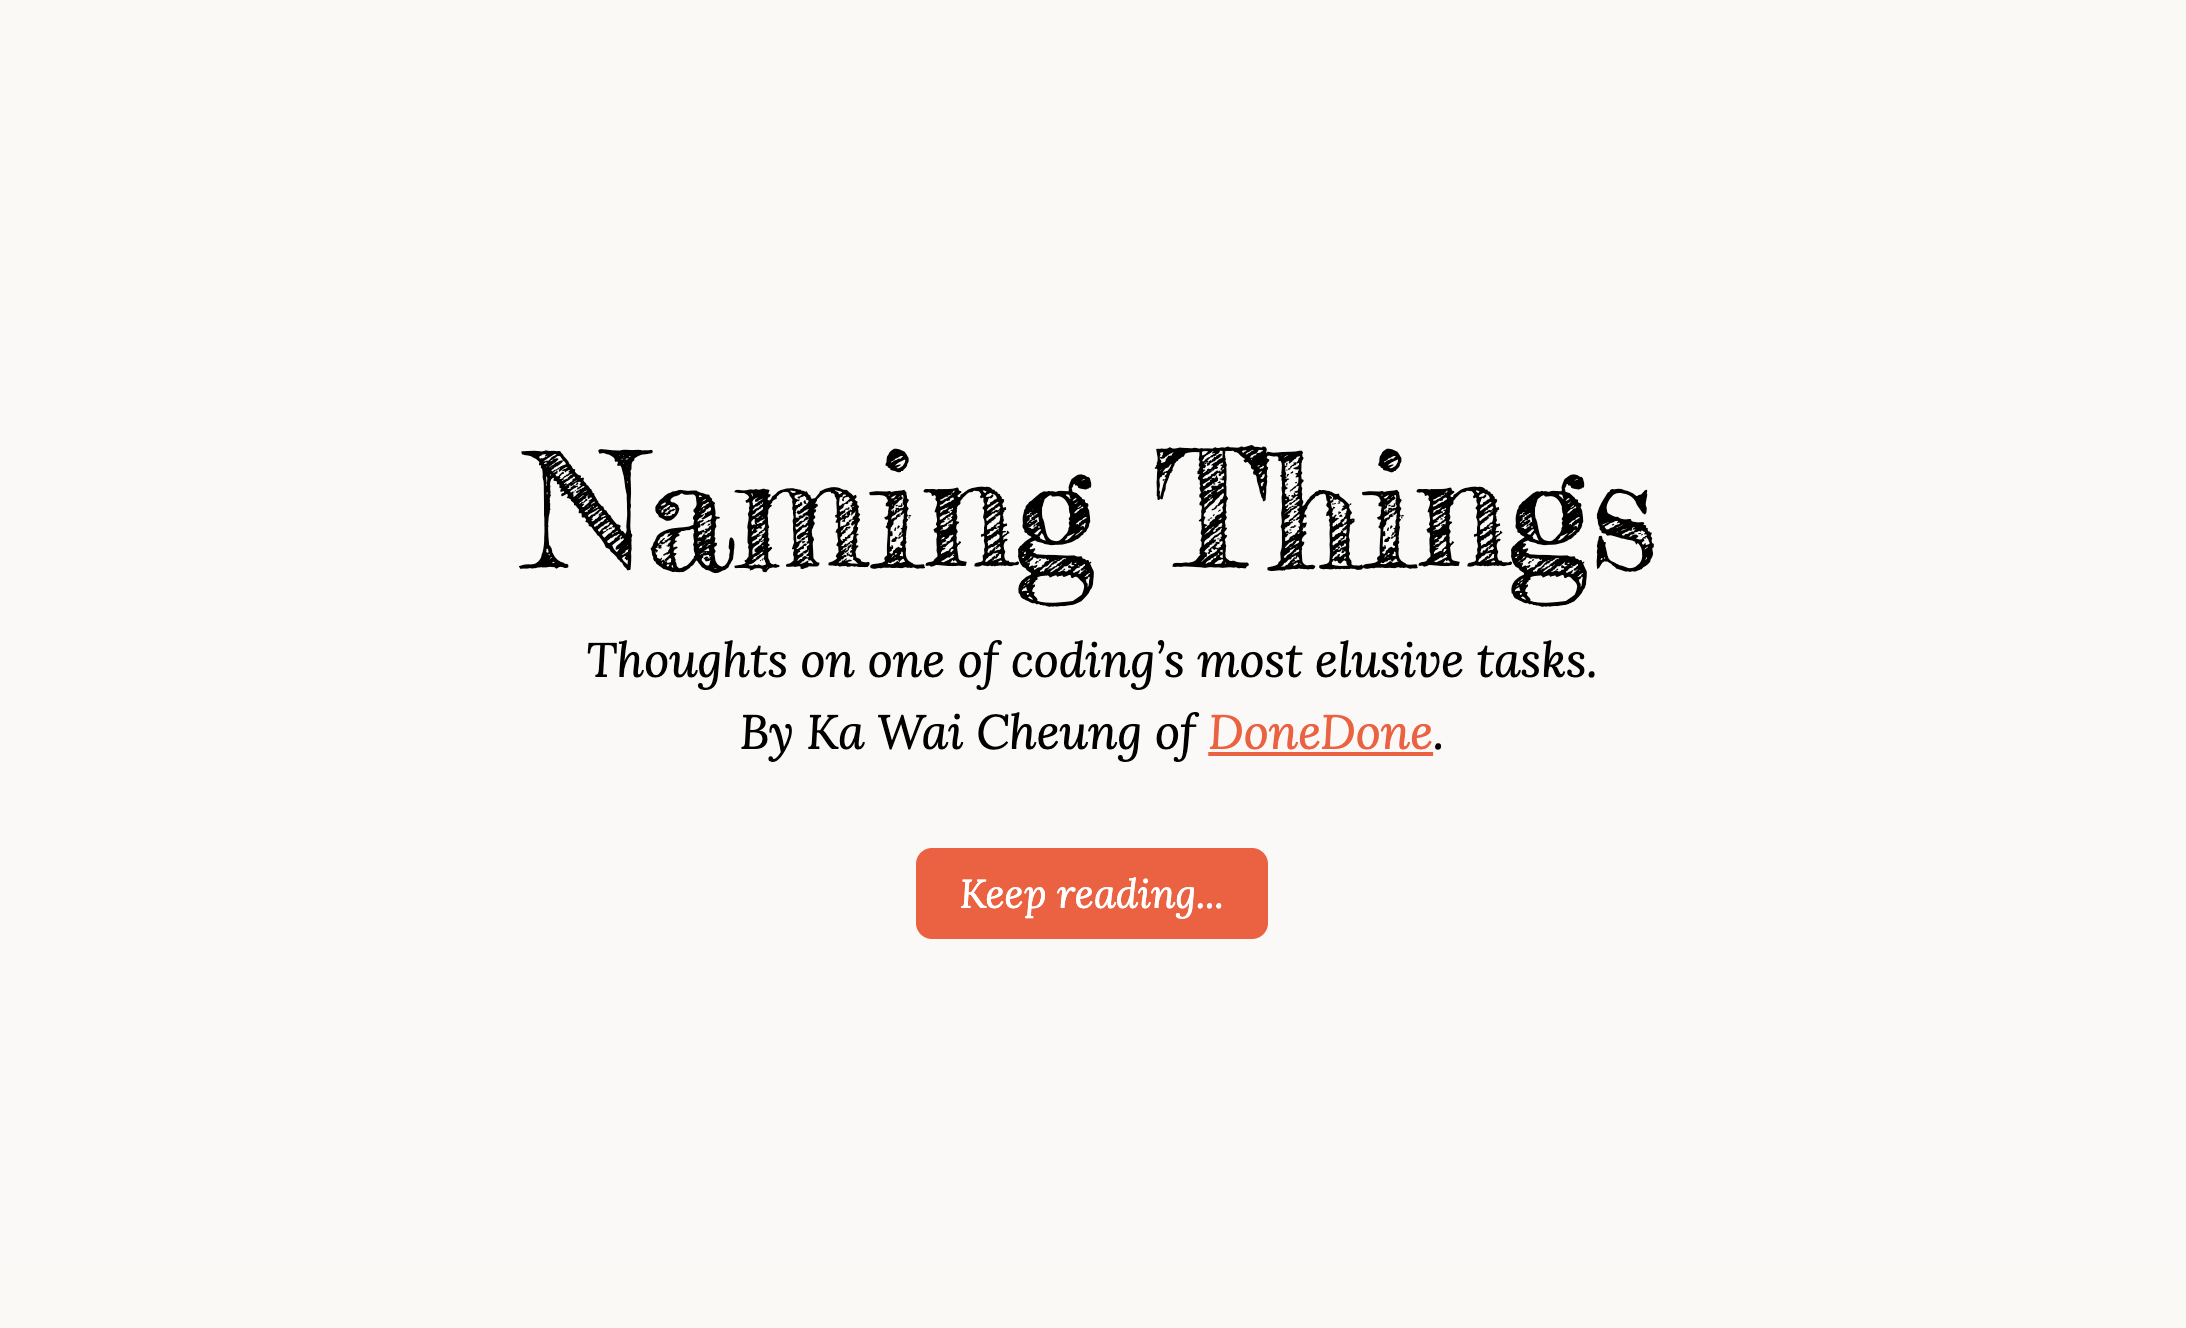 Naming Things
Thoughts on one of coding’s most elusive tasks.
By Ka Wai Cheung of DoneDone.
Keep reading...